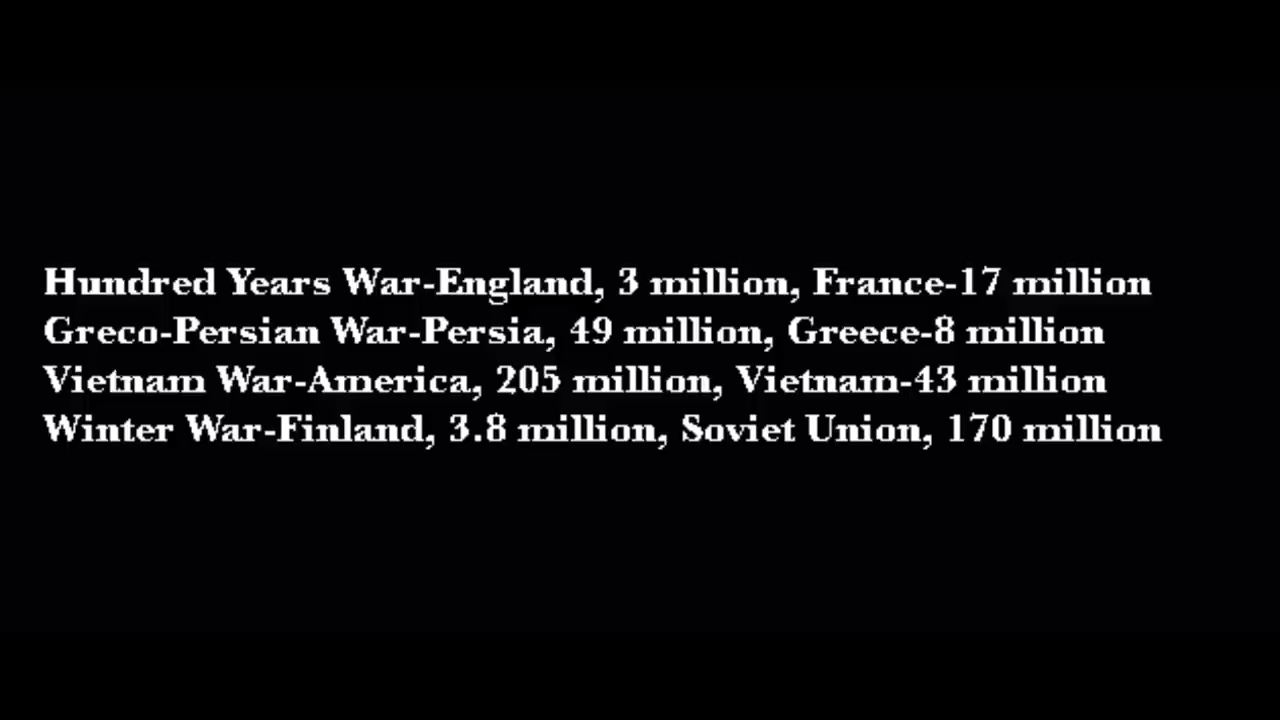 Hundred Years War-England, 3 million, France-17 million
Greco-Persian War-Persia, 49 million, Greece-8 million
Vietnam War-America, 205 million, Vietnam-43 million
Winter War-Finland, 3.8 million, Soviet Union, 170 million